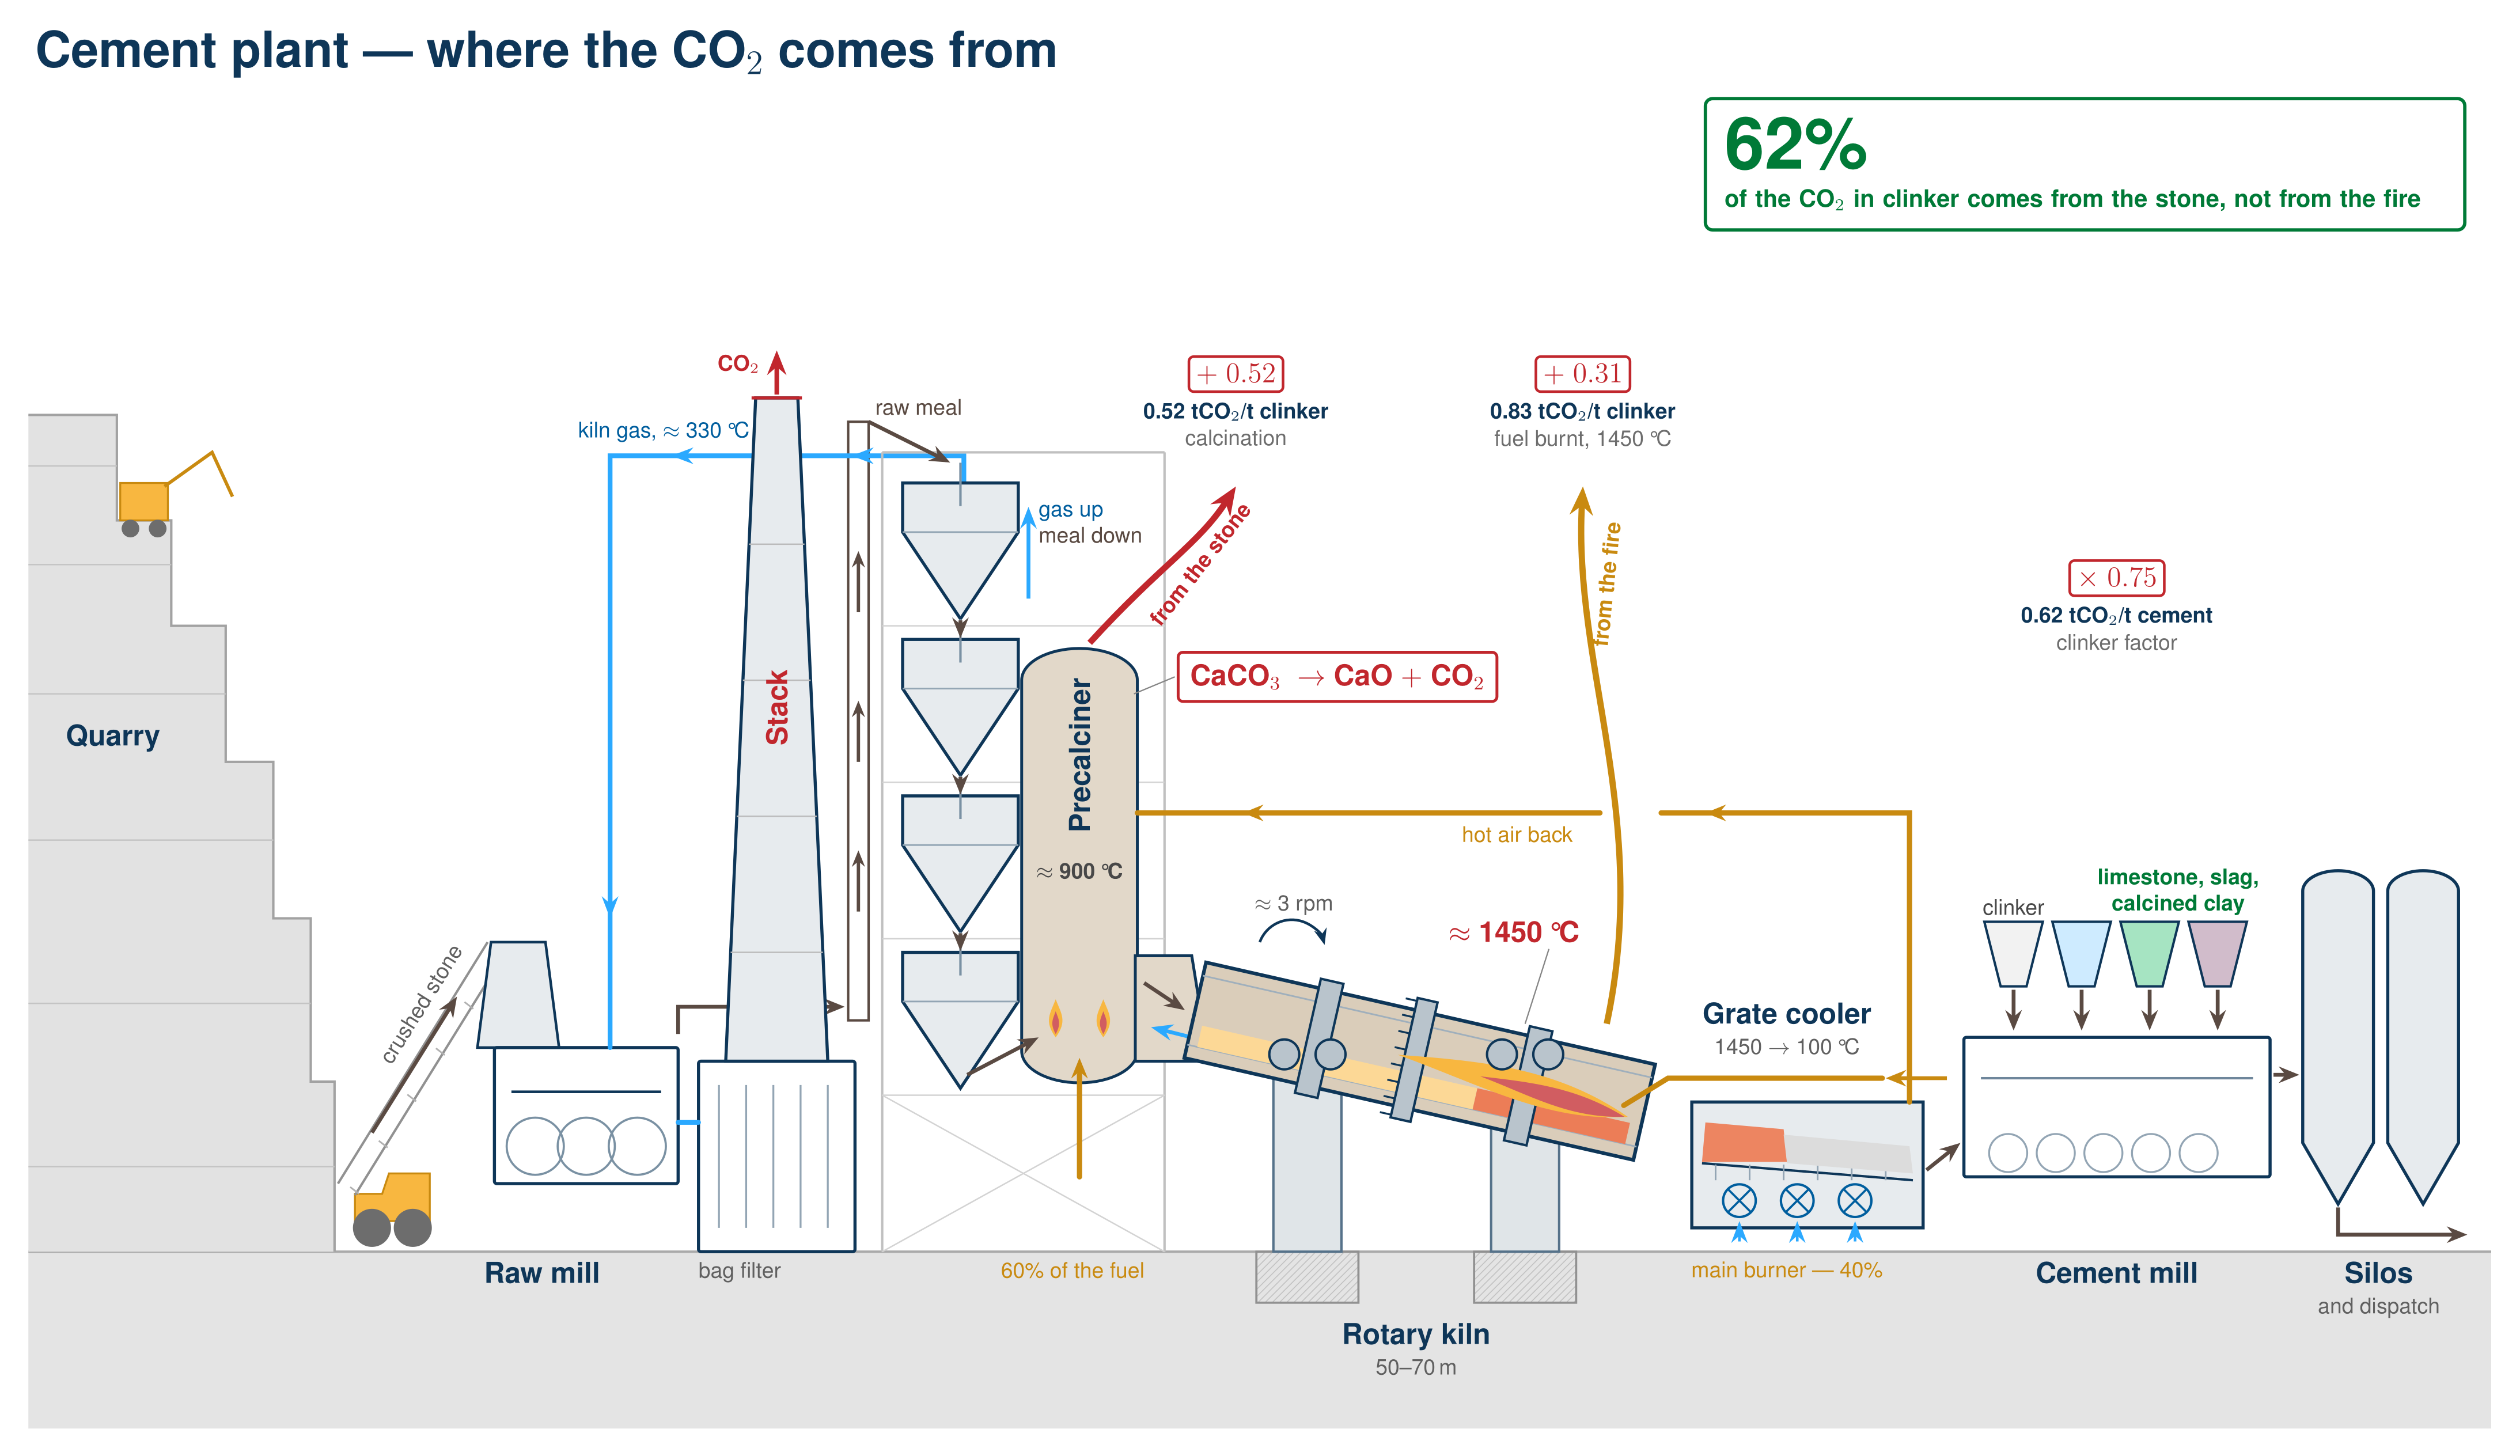 Cement plant — where the CO₂ comes from
62%
of the CO₂ in clinker comes from the stone, not from the fire
CO₂
+ 0.52
0.52 tCO₂/t clinker
calcination
+ 0.31
0.83 tCO₂/t clinker
fuel burnt, 1450 °C
raw meal
kiln gas, ≈ 330 °C
gas up
meal down
from the stone
from the fire
× 0.75
0.62 tCO₂/t cement
clinker factor
CaCO₃ → CaO + CO₂
Quarry
Stack
Precalciner
≈ 900 °C
hot air back
≈ 3 rpm
≈ 1450 °C
limestone, slag,
calcined clay
clinker
crushed stone
Grate cooler
1450 → 100 °C
Raw mill
bag filter
60% of the fuel
main burner — 40%
Cement mill
Silos
and dispatch
Rotary kiln
50–70 m